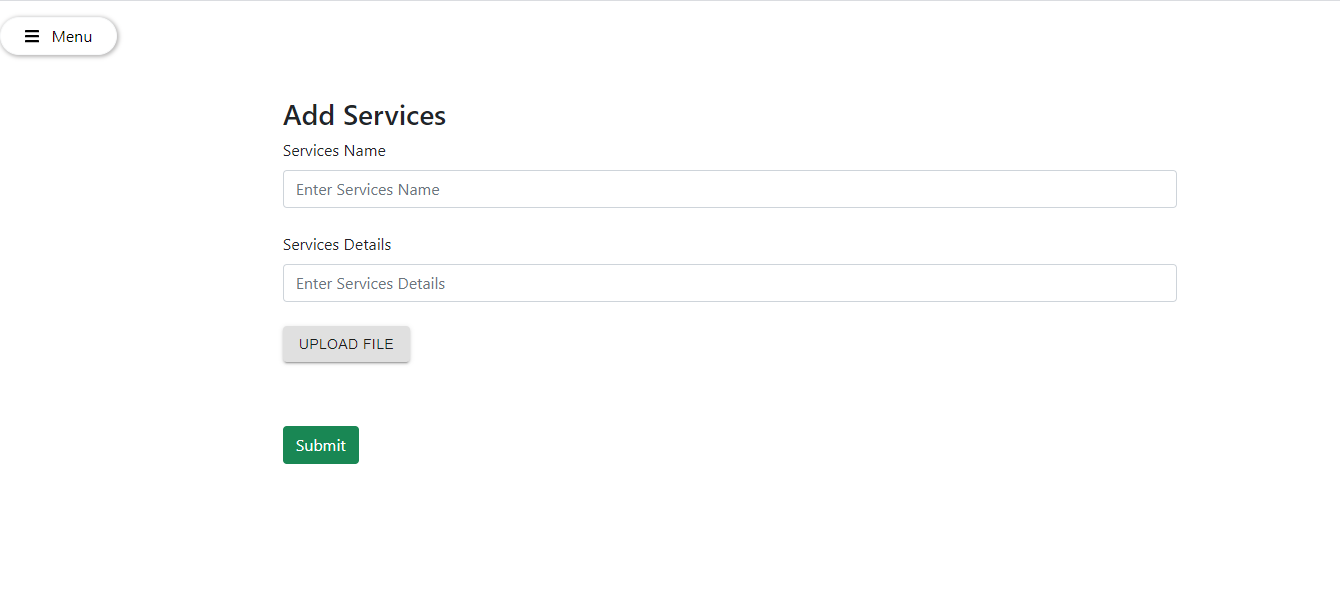 Menu
Add Services
Services Name
Enter Services Name
Services Details
Enter Services Details
UPLOAD FILE
Submit